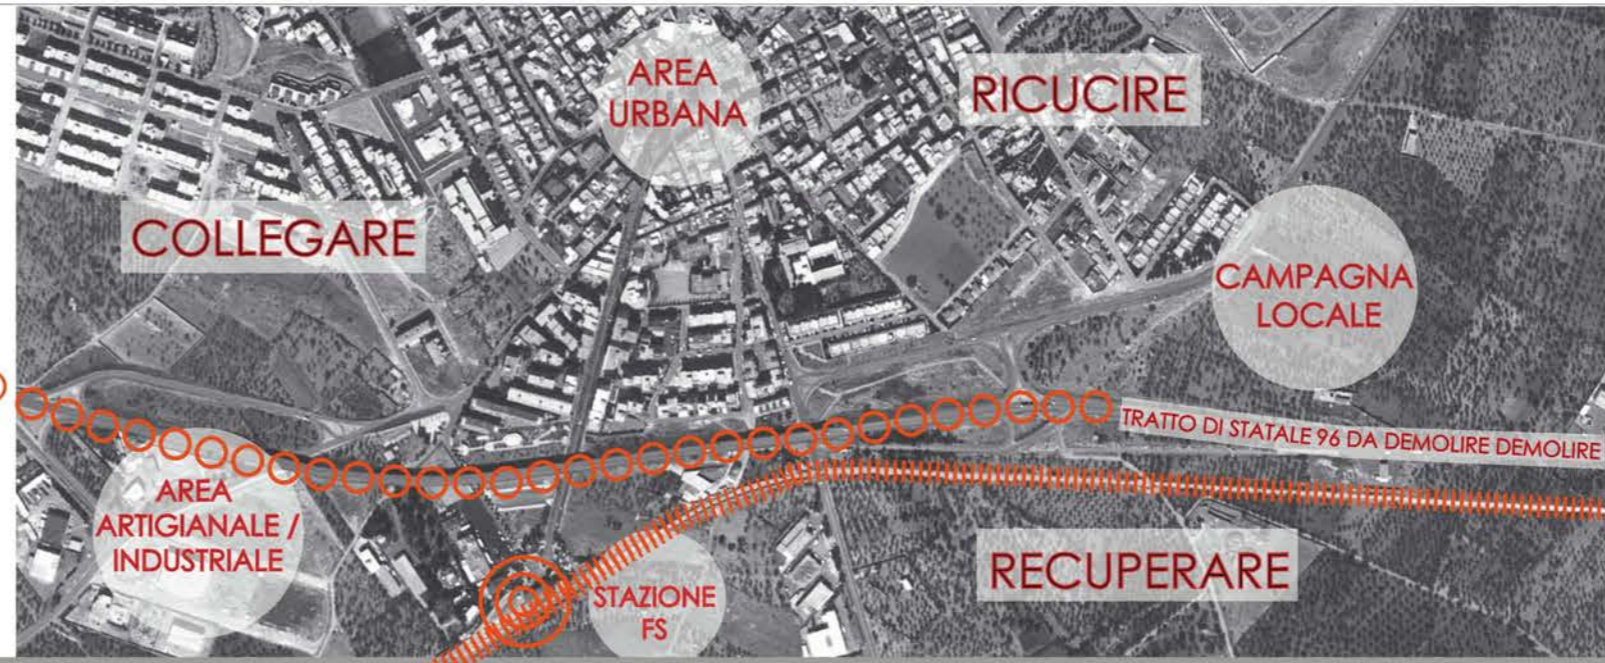 AREA
URBANA
RICUCIRE
COLLEGARE
CAMPAGNA
LOCALE
TRATTO DI STATALE 96 DA DEMOLIRE DEMOLIRE
AREA
ARTIGIANALE /
INDUSTRIALE
RECUPERARE
STAZIONE
FS